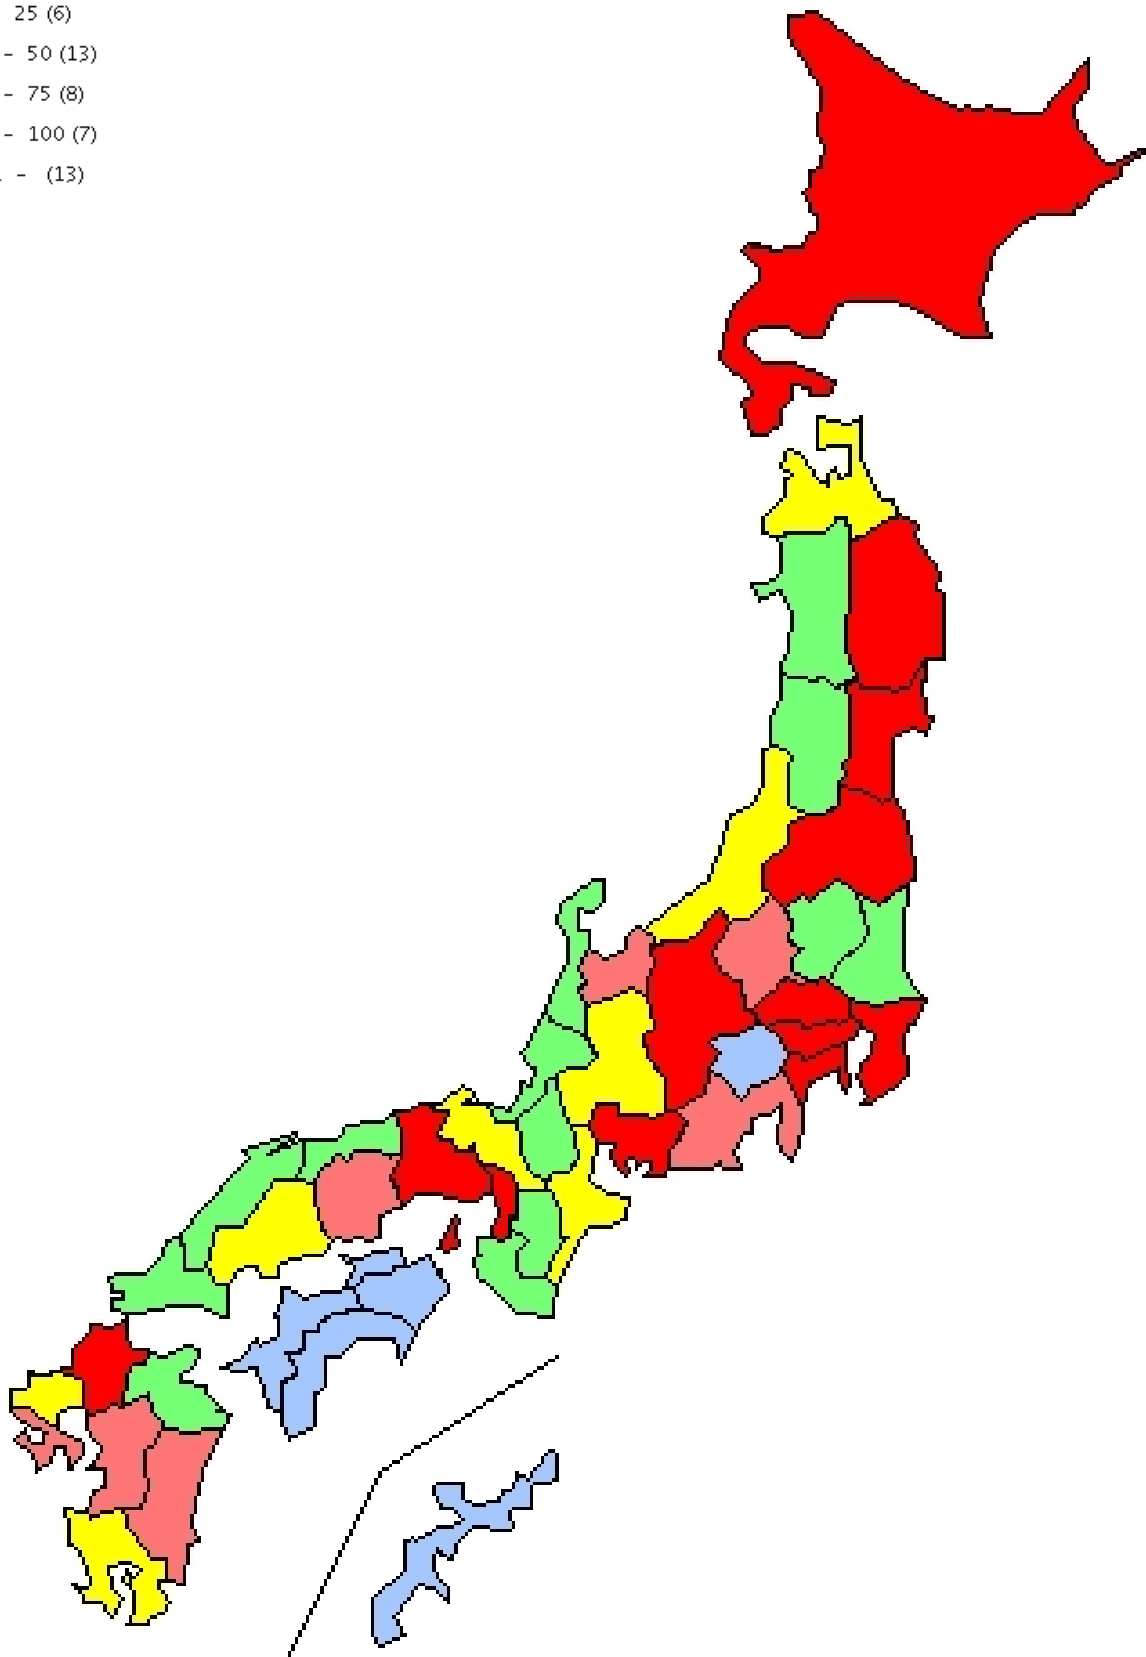 25 (6)
– 50 (13)
– 75 (8)
– 100 (7)
– (13)